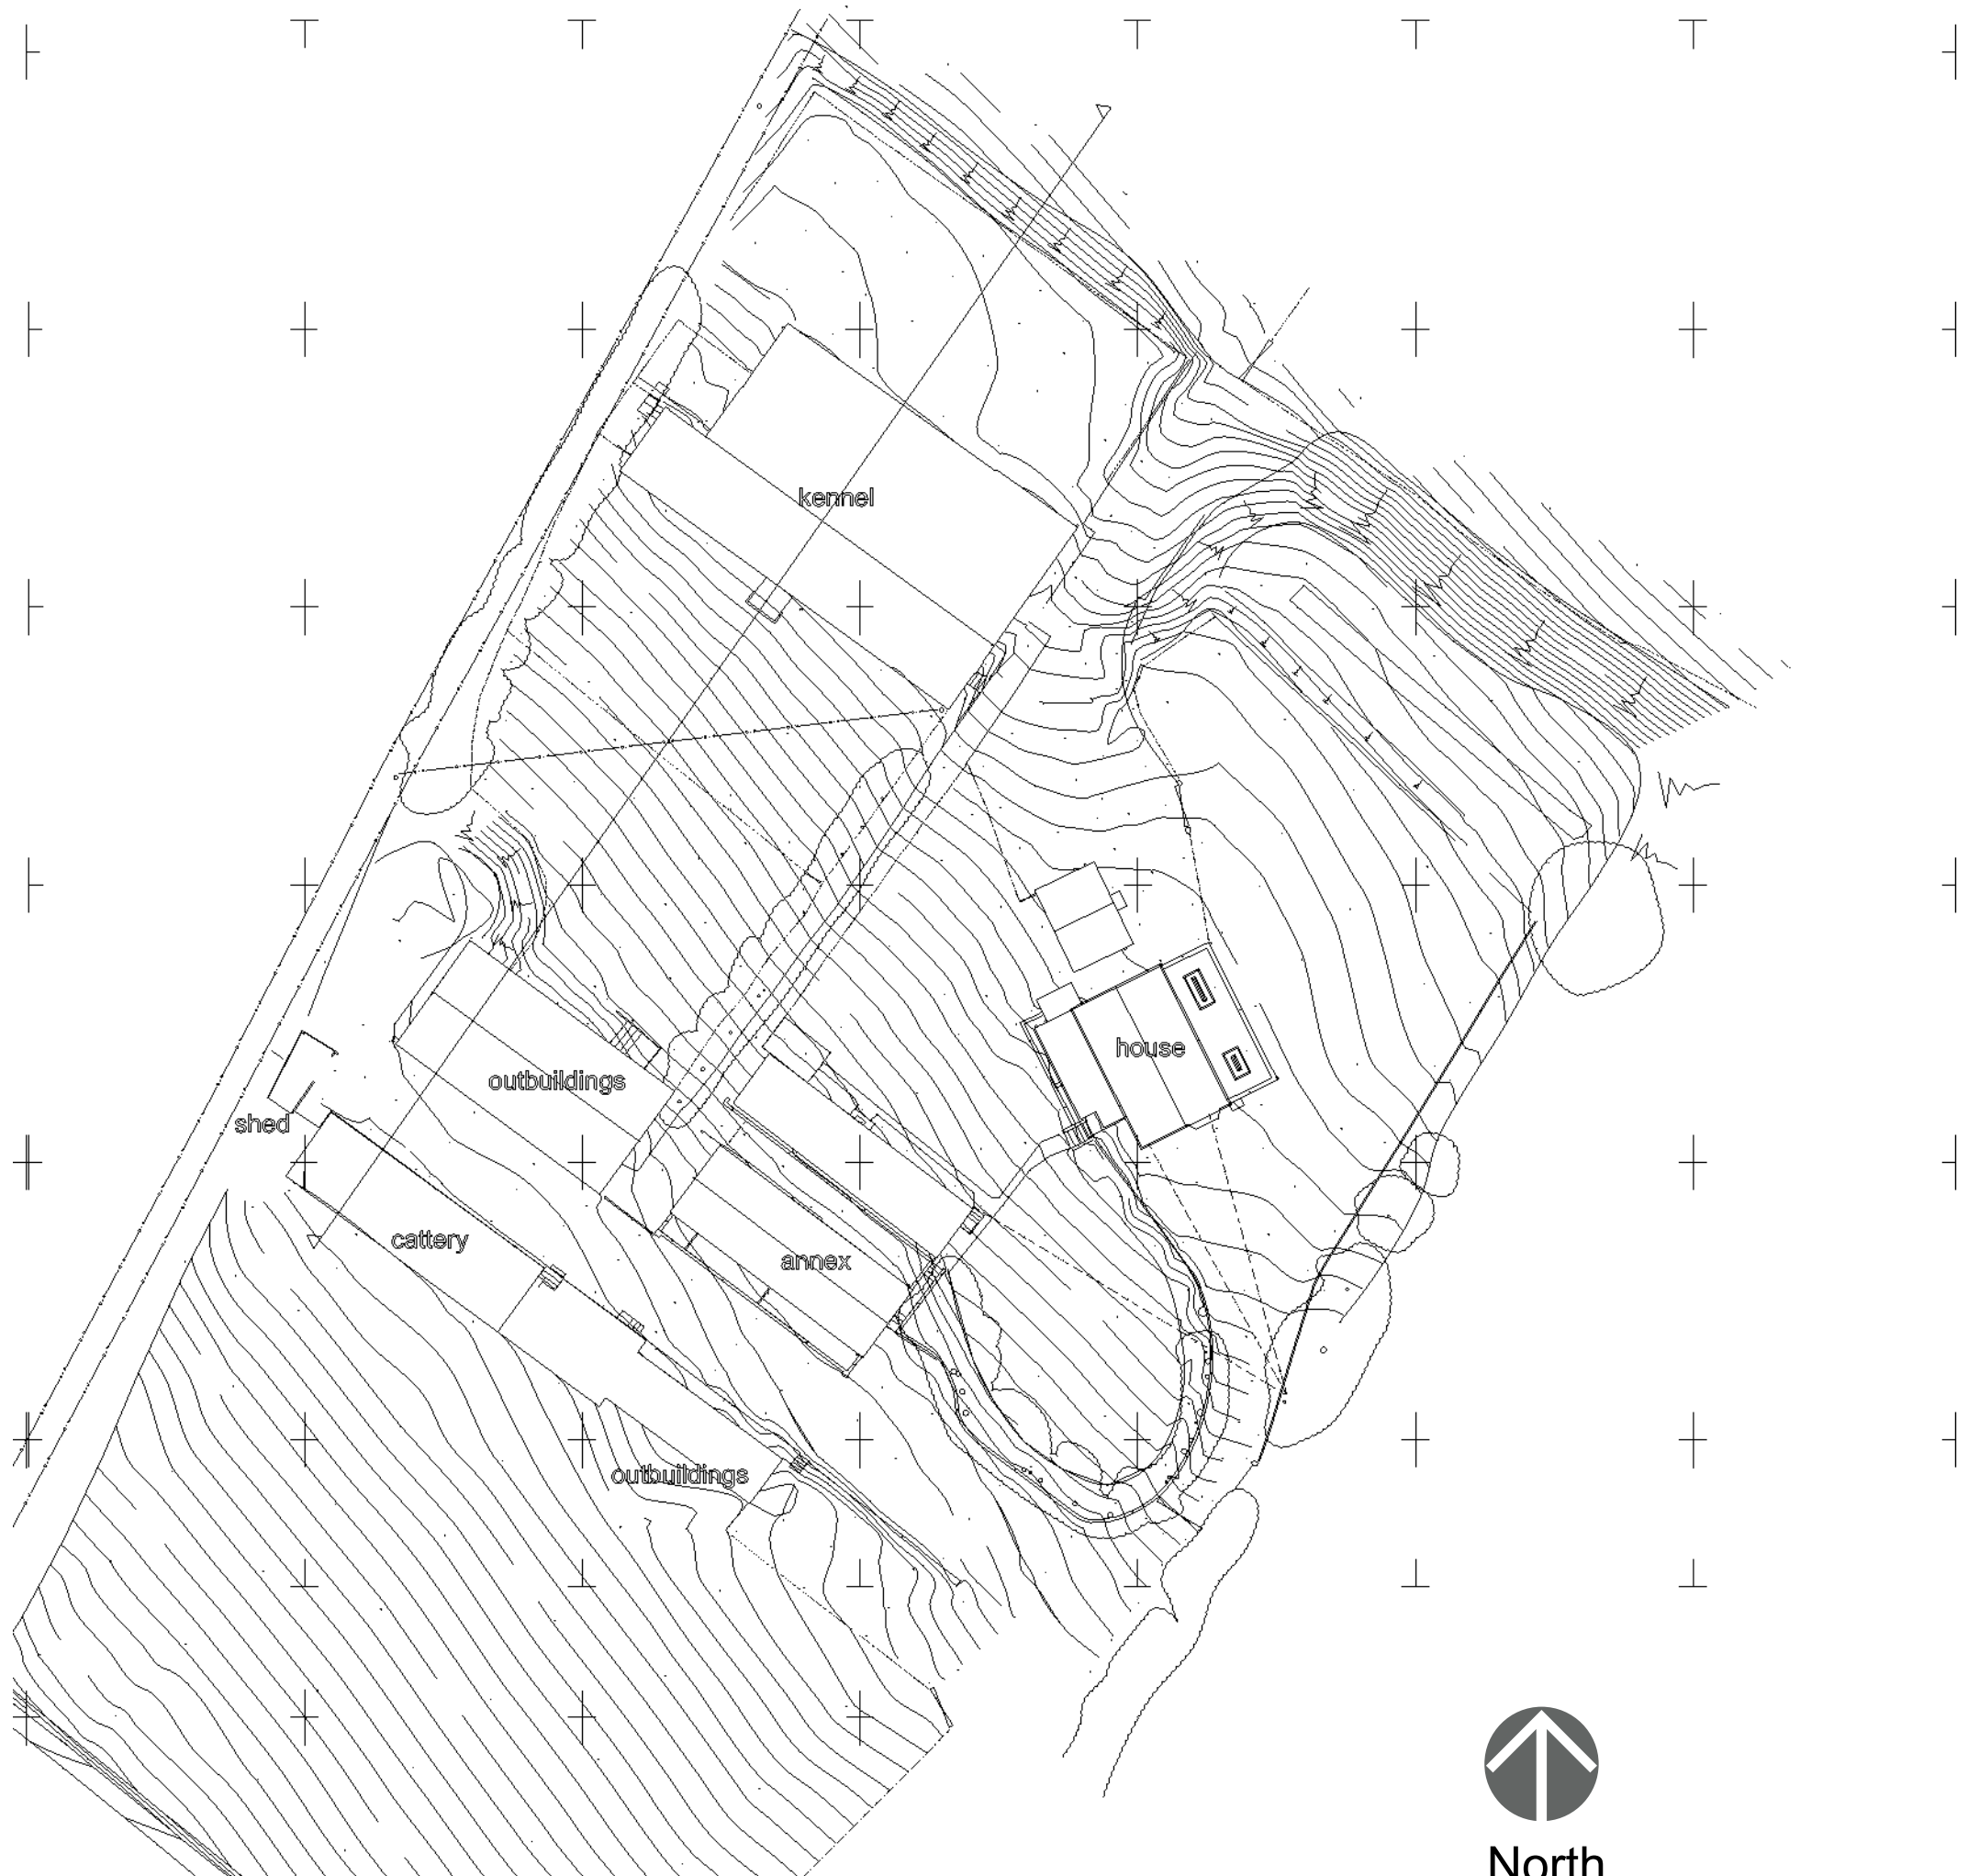 kennel
house
outbuildings
shed
cattery
annex
outbuildings
North